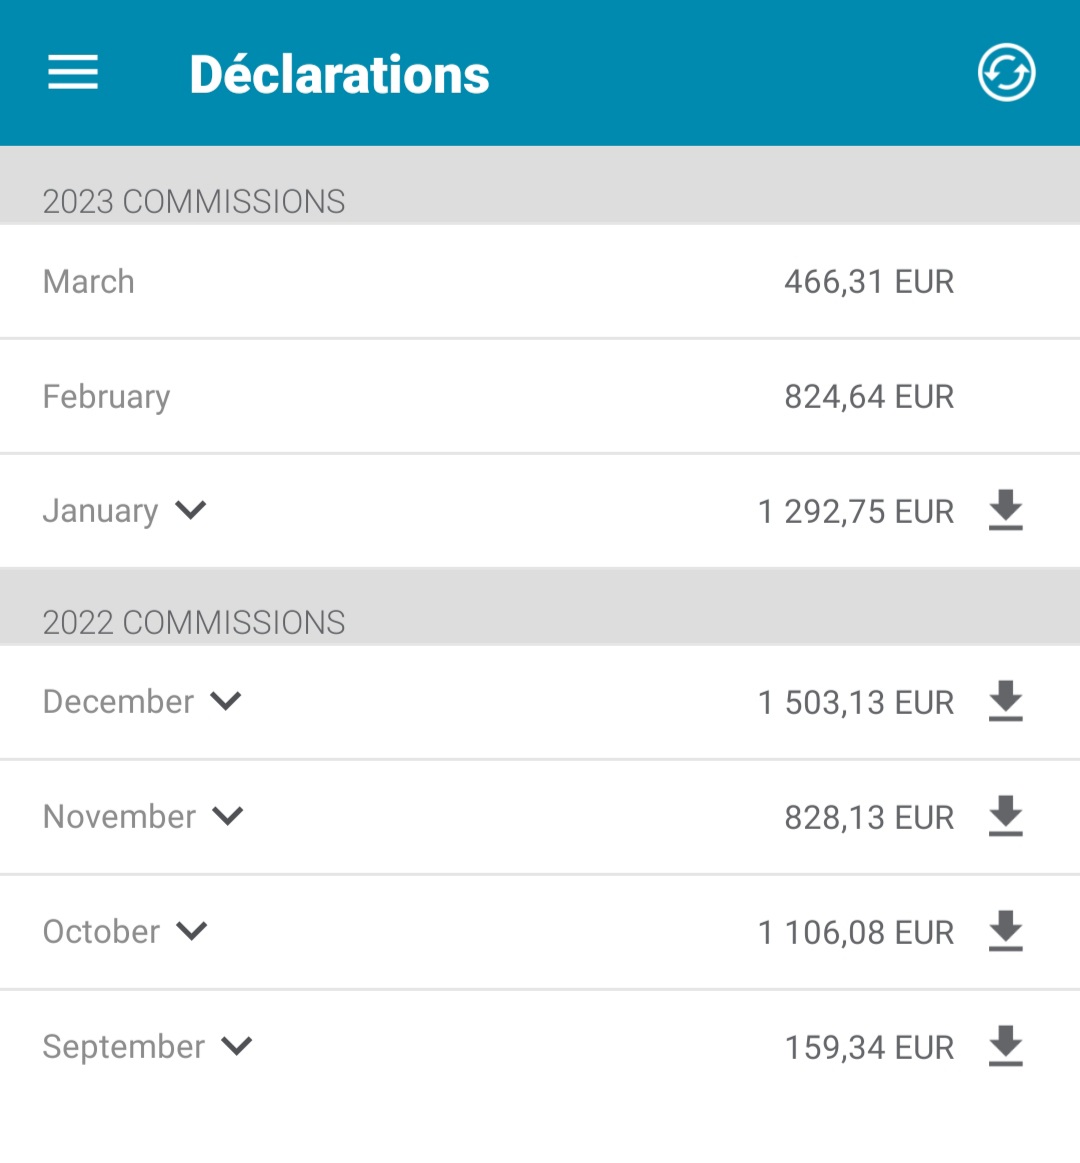 Déclarations
2023 COMMISSIONS
March 466,31 EUR
February 824,64 EUR
January 1 292,75 EUR
2022 COMMISSIONS
December 1 503,13 EUR
November 828,13 EUR
October 1 106,08 EUR
September 159,34 EUR